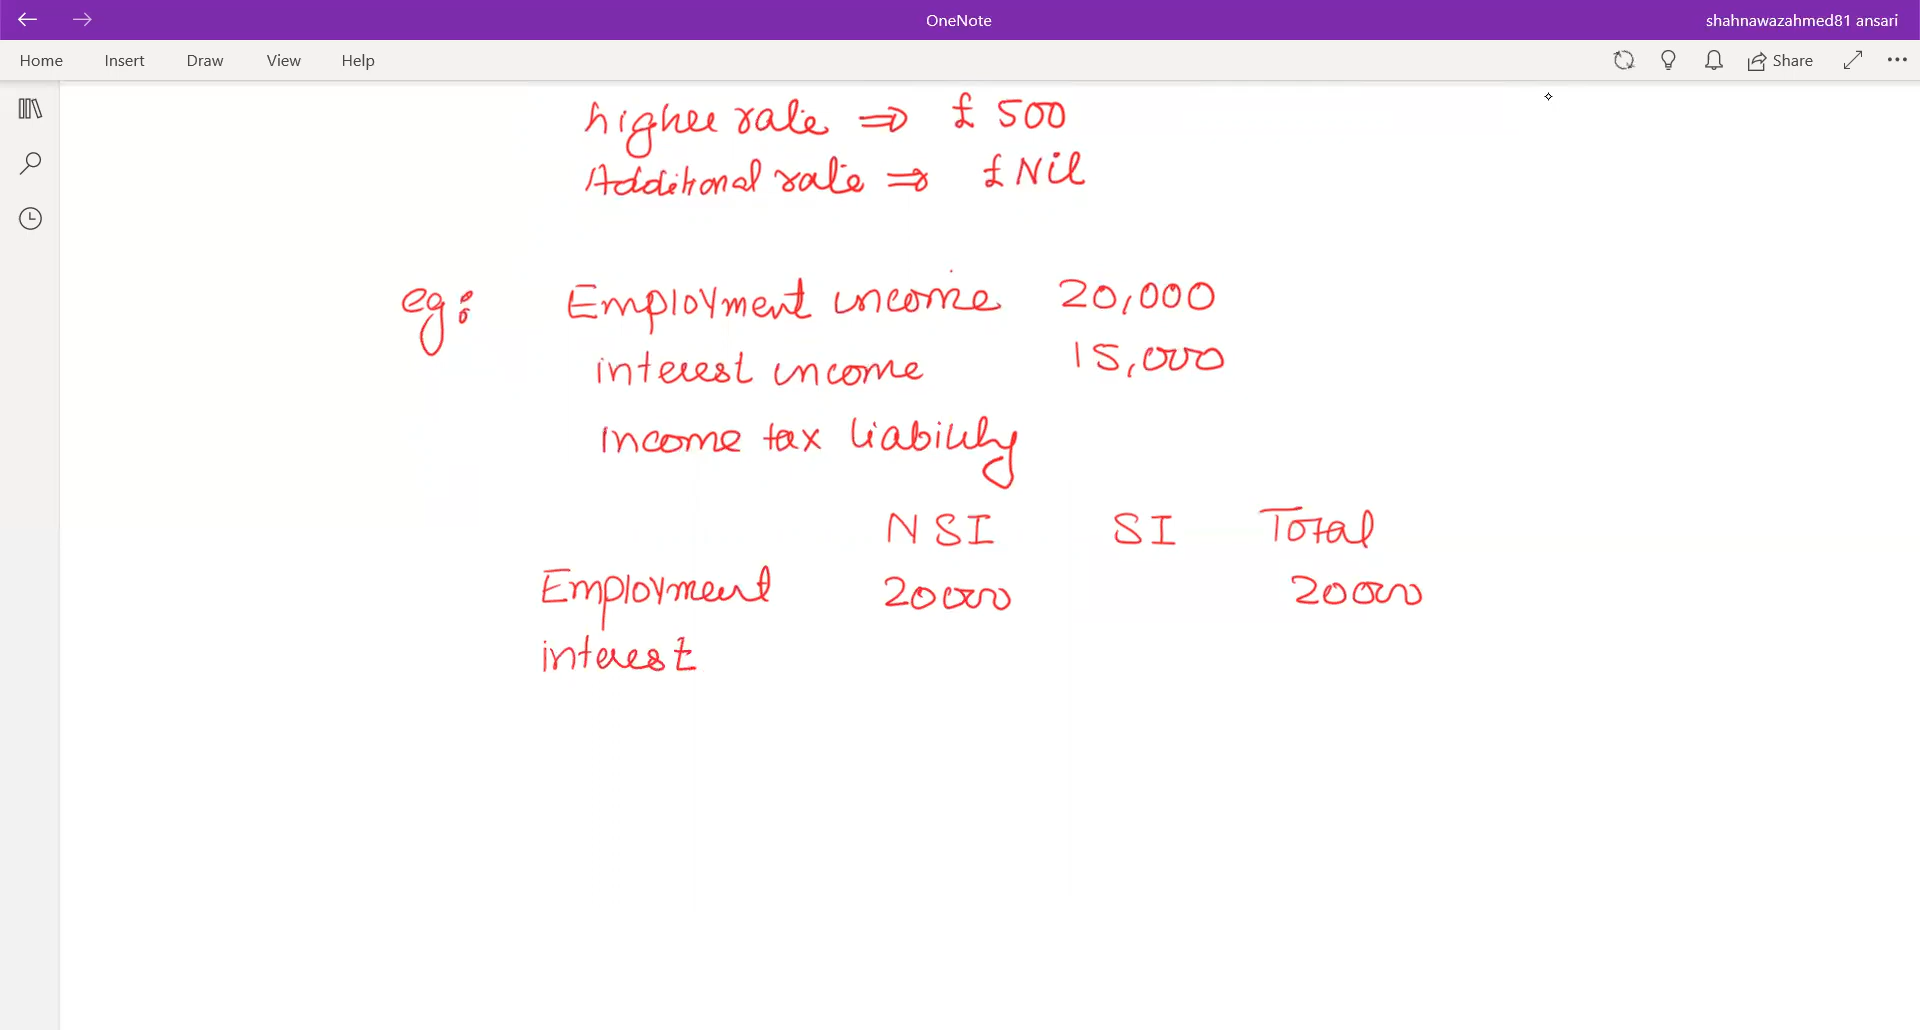 OneNote
shahnawazahmed81 ansari
Home Insert Draw View Help Share
higher rate ⇒ £ 500
Additional rate ⇒ £ Nil
eg: Employment income 20,000
interest income 15,000
income tax liability
NSI SI Total
Employment 20000 20000
interest